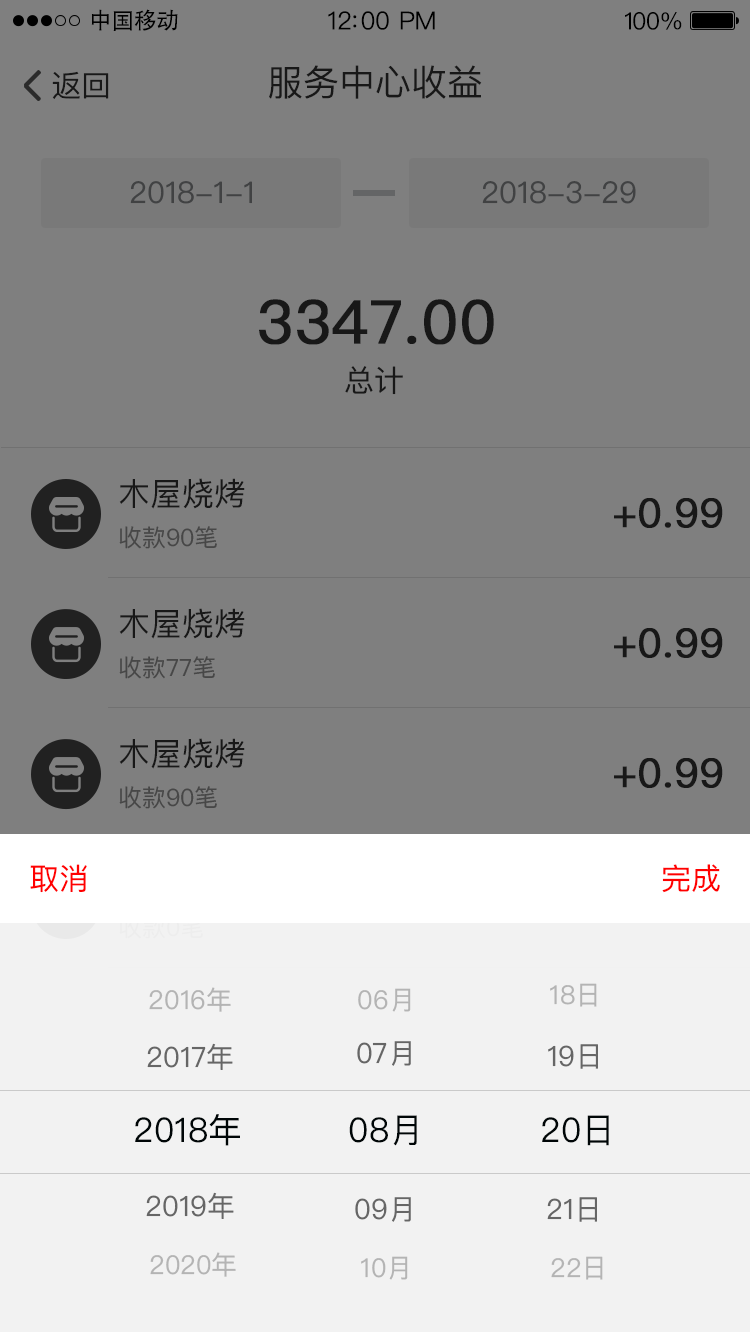 中国移动 12:00 PM 100%
返回 服务中心收益
2018-1-1 2018-3-29
3347.00
总计
木屋烧烤
+0.99
收款90笔
木屋烧烤
+0.99
收款77笔
木屋烧烤
+0.99
收款90笔
取消 完成
收款0笔
2016年 06月 18日
2017年 07月 19日
2018年 08月 20日
2019年 09月 21日
2020年 10月 22日